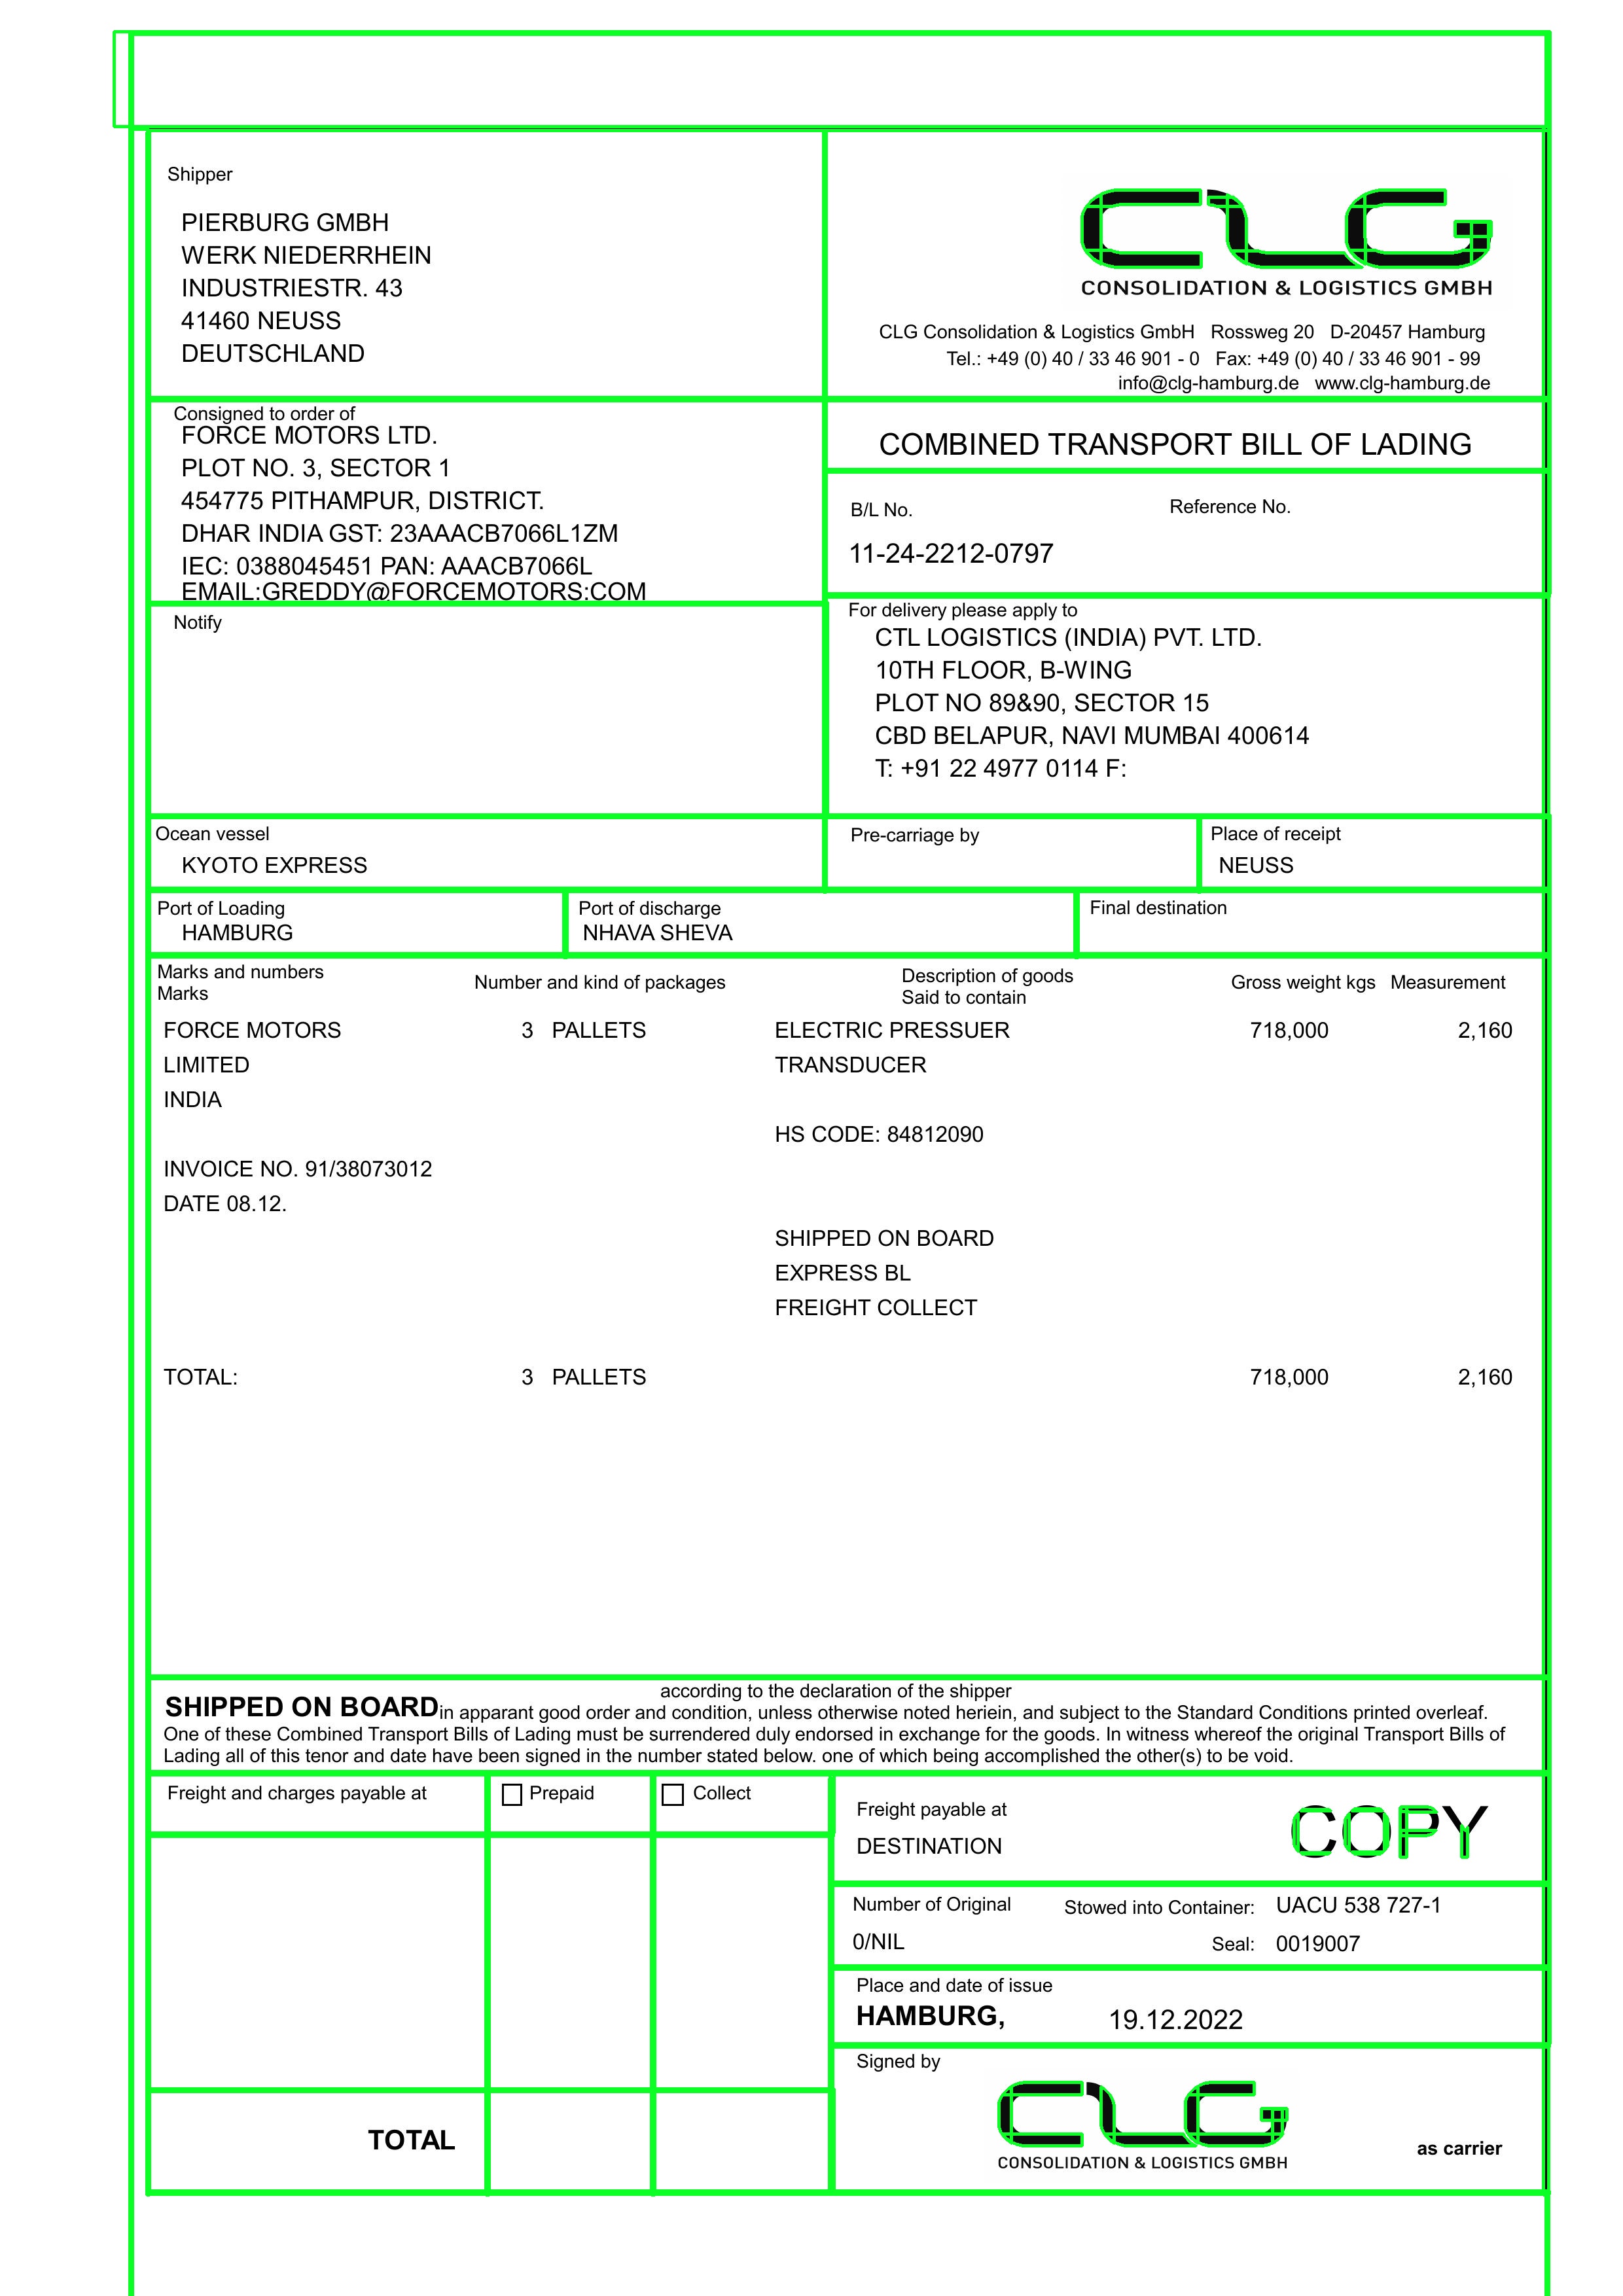 Shipper
PIERBURG GMBH
WERK NIEDERRHEIN
INDUSTRIESTR. 43
41460 NEUSS
DEUTSCHLAND
CLG
CONSOLIDATION & LOGISTICS GMBH
CLG Consolidation & Logistics GmbH Rossweg 20 D-20457 Hamburg
Tel.: +49 (0) 40 / 33 46 901 - 0 Fax: +49 (0) 40 / 33 46 901 - 99
info@clg-hamburg.de www.clg-hamburg.de
Consigned to order of
FORCE MOTORS LTD.
PLOT NO. 3, SECTOR 1
454775 PITHAMPUR, DISTRICT.
DHAR INDIA GST: 23AAACB7066L1ZM
IEC: 0388045451 PAN: AAACB7066L
EMAIL:GREDDY@FORCEMOTORS:COM
COMBINED TRANSPORT BILL OF LADING
B/L No. Reference No.
11-24-2212-0797
Notify
For delivery please apply to
CTL LOGISTICS (INDIA) PVT. LTD.
10TH FLOOR, B-WING
PLOT NO 89&90, SECTOR 15
CBD BELAPUR, NAVI MUMBAI 400614
T: +91 22 4977 0114 F:
Ocean vessel
KYOTO EXPRESS
Pre-carriage by
Place of receipt
NEUSS
Port of Loading
HAMBURG
Port of discharge
NHAVA SHEVA
Final destination
Marks and numbers
Marks
Number and kind of packages
Description of goods
Said to contain
Gross weight kgs Measurement
FORCE MOTORS 3 PALLETS ELECTRIC PRESSUER 718,000 2,160
LIMITED TRANSDUCER
INDIA
HS CODE: 84812090
INVOICE NO. 91/38073012
DATE 08.12.
SHIPPED ON BOARD
EXPRESS BL
FREIGHT COLLECT
TOTAL: 3 PALLETS 718,000 2,160
according to the declaration of the shipper
SHIPPED ON BOARD in apparant good order and condition, unless otherwise noted heriein, and subject to the Standard Conditions printed overleaf.
One of these Combined Transport Bills of Lading must be surrendered duly endorsed in exchange for the goods. In witness whereof the original Transport Bills of
Lading all of this tenor and date have been signed in the number stated below. one of which being accomplished the other(s) to be void.
Freight and charges payable at Prepaid Collect
Freight payable at
DESTINATION
COPY
Number of Original
0/NIL
Stowed into Container: UACU 538 727-1
Seal: 0019007
Place and date of issue
HAMBURG, 19.12.2022
Signed by
CLG
CONSOLIDATION & LOGISTICS GMBH
as carrier
TOTAL